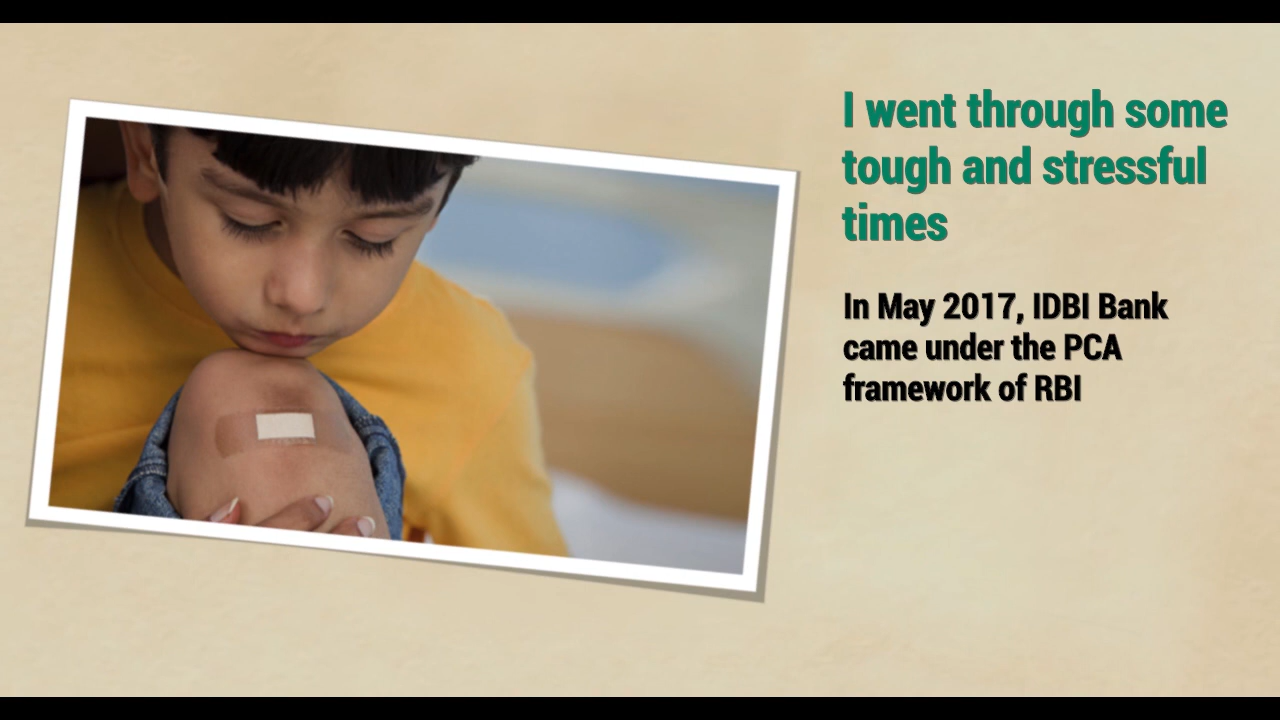 I went through some
tough and stressful
times
In May 2017, IDBI Bank
came under the PCA
framework of RBI